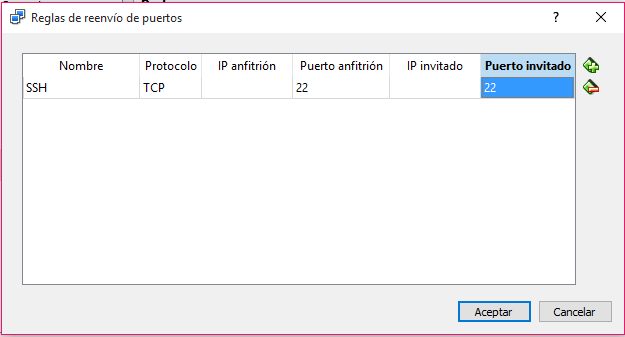 Reglas de reenvío de puertos
?
Nombre Protocolo IP anfitrión Puerto anfitrión IP invitado Puerto invitado
SSH TCP 22 22
Aceptar Cancelar